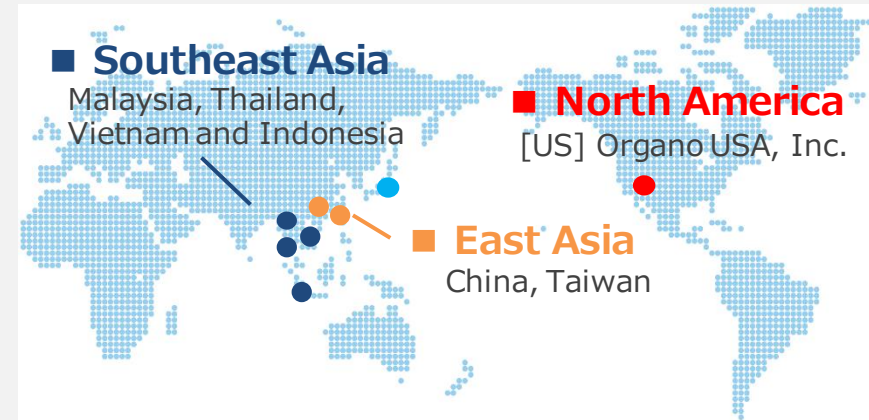 ■ Southeast Asia
Malaysia, Thailand,
Vietnam and Indonesia
■ North America
[US] Organo USA, Inc.
■ East Asia
China, Taiwan